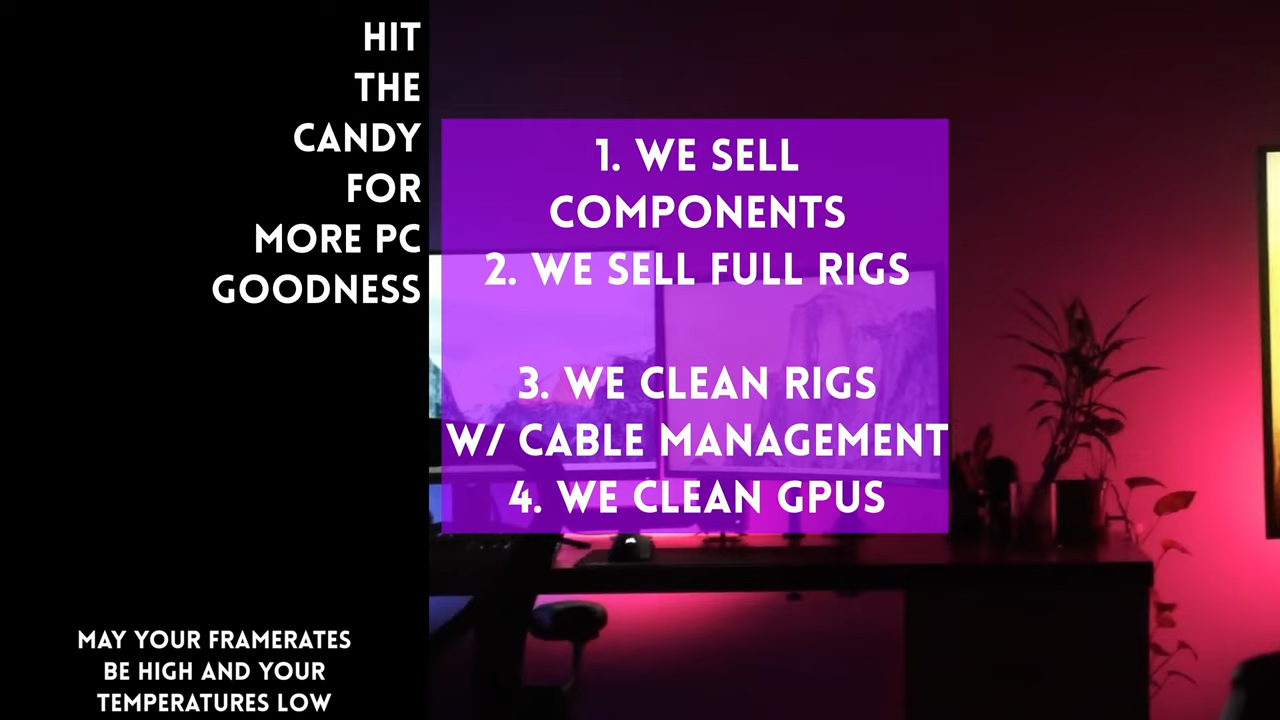 HIT
THE
CANDY
FOR
MORE PC
GOODNESS
1. WE SELL
COMPONENTS
2. WE SELL FULL RIGS
3. WE CLEAN RIGS
W/ CABLE MANAGEMENT
4. WE CLEAN GPUS
MAY YOUR FRAMERATES
BE HIGH AND YOUR
TEMPERATURES LOW